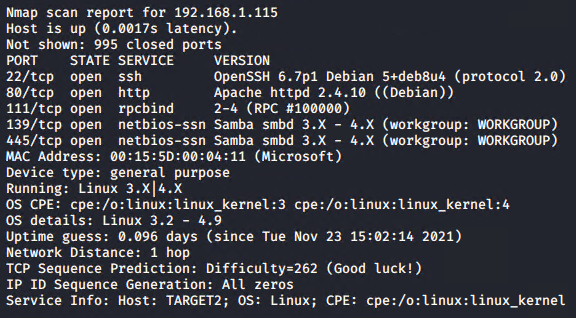 Nmap scan report for 192.168.1.115
Host is up (0.0017s latency).
Not shown: 995 closed ports
PORT    STATE SERVICE     VERSION
22/tcp  open  ssh         OpenSSH 6.7p1 Debian 5+deb8u4 (protocol 2.0)
80/tcp  open  http        Apache httpd 2.4.10 ((Debian))
111/tcp open  rpcbind     2-4 (RPC #100000)
139/tcp open  netbios-ssn Samba smbd 3.X - 4.X (workgroup: WORKGROUP)
445/tcp open  netbios-ssn Samba smbd 3.X - 4.X (workgroup: WORKGROUP)
MAC Address: 00:15:5D:00:04:11 (Microsoft)
Device type: general purpose
Running: Linux 3.X|4.X
OS CPE: cpe:/o:linux:linux_kernel:3 cpe:/o:linux:linux_kernel:4
OS details: Linux 3.2 - 4.9
Uptime guess: 0.096 days (since Tue Nov 23 15:02:14 2021)
Network Distance: 1 hop
TCP Sequence Prediction: Difficulty=262 (Good luck!)
IP ID Sequence Generation: All zeros
Service Info: Host: TARGET2; OS: Linux; CPE: cpe:/o:linux:linux_kernel